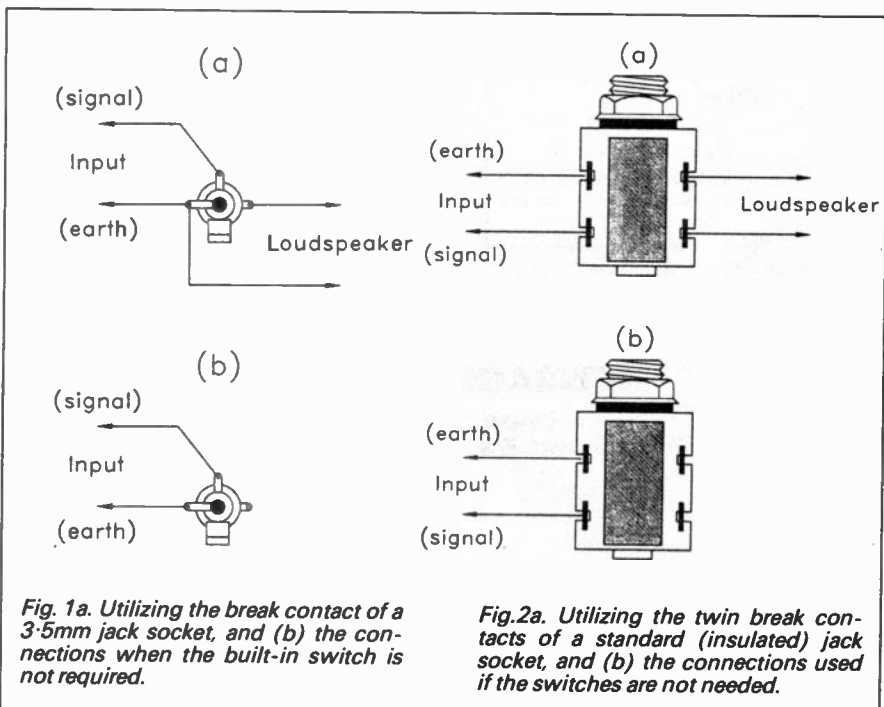 (a)
(signal)
Input
(earth)
Loudspeaker
(b)
(signal)
Input
(earth)
Fig. 1a. Utilizing the break contact of a
3·5mm jack socket, and (b) the con-
nections when the built-in switch is
not required.
(a)
(earth)
Input
Loudspeaker
(signal)
(b)
(earth)
Input
(signal)
Fig.2a. Utilizing the twin break con-
tacts of a standard (insulated) jack
socket, and (b) the connections used
if the switches are not needed.